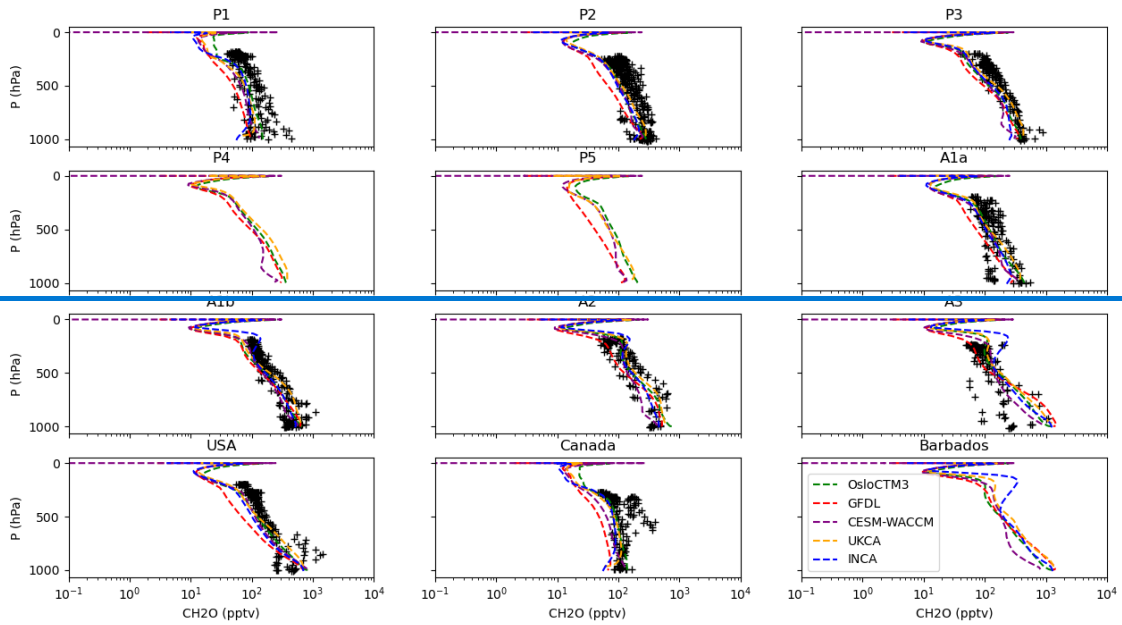 P1 P2 P3
0
500
1000
P (hPa)
P4 P5 A1a
0
500
1000
P (hPa)
A1b A2 A3
0
500
1000
P (hPa)
USA Canada Barbados
0
500
1000
P (hPa)
OsloCTM3
GFDL
CESM-WACCM
UKCA
INCA
10⁻¹ 10⁰ 10¹ 10² 10³ 10⁴ 10⁻¹ 10⁰ 10¹ 10² 10³ 10⁴ 10⁻¹ 10⁰ 10¹ 10² 10³ 10⁴
CH2O (pptv) CH2O (pptv) CH2O (pptv)